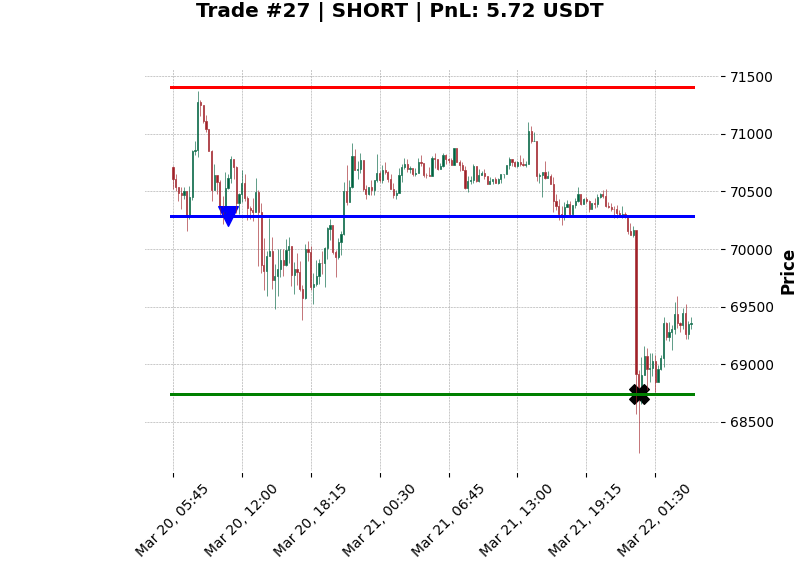 Trade #27 | SHORT | PnL: 5.72 USDT
71500
71000
70500
70000
69500
69000
68500
Price
Mar 20, 05:45
Mar 20, 12:00
Mar 20, 18:15
Mar 21, 00:30
Mar 21, 06:45
Mar 21, 13:00
Mar 21, 19:15
Mar 22, 01:30